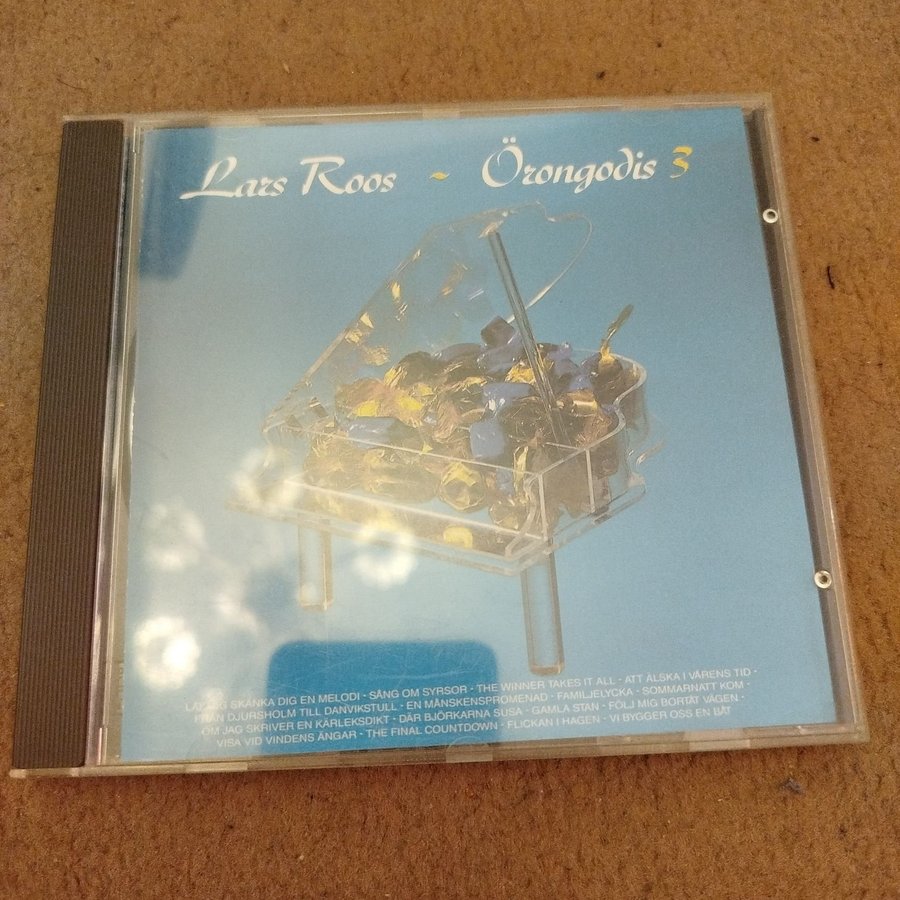 Lars Roos ~ Örongodis 3
LÅT MIG SKÄNKA DIG EN MELODI · SÅNG OM SYRSOR · THE WINNER TAKES IT ALL · ATT ÄLSKA I VÅRENS TID ·
FRÅN DJURSHOLM TILL DANVIKSTULL · EN MÅNSKENSPROMENAD · FAMILJELYCKA · SOMMARNATT KOM ·
OM JAG SKRIVER EN KÄRLEKSDIKT · DÄR BJÖRKARNA SUSA · GAMLA STAN · FÖLJ MIG BORTÅT VÄGEN ·
VISA VID VINDENS ÄNGAR · THE FINAL COUNTDOWN · FLICKAN I HAGEN · VI BYGGER OSS EN BÅT